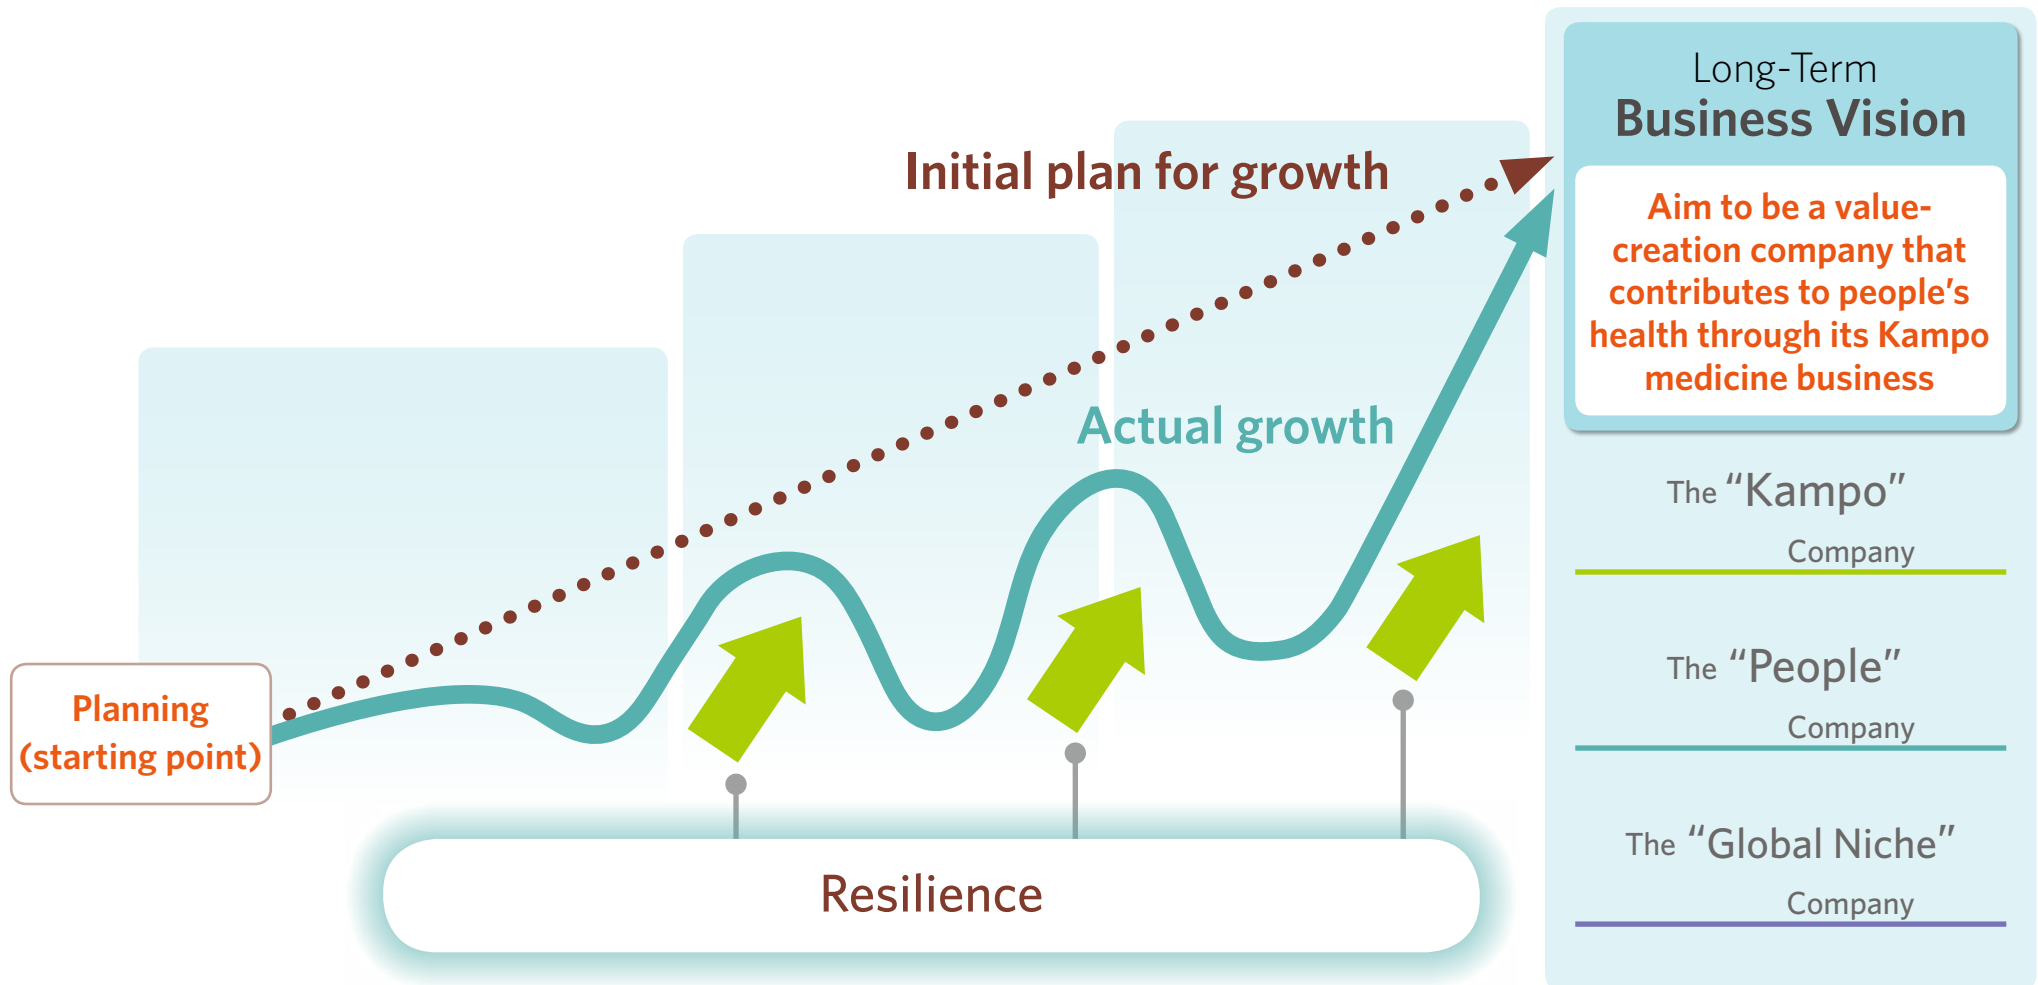 Long-Term
Business Vision
Aim to be a value-
creation company that
contributes to people's
health through its Kampo
medicine business
Initial plan for growth
Actual growth
The “Kampo”
Company
The “People”
Company
The “Global Niche”
Company
Planning
(starting point)
Resilience